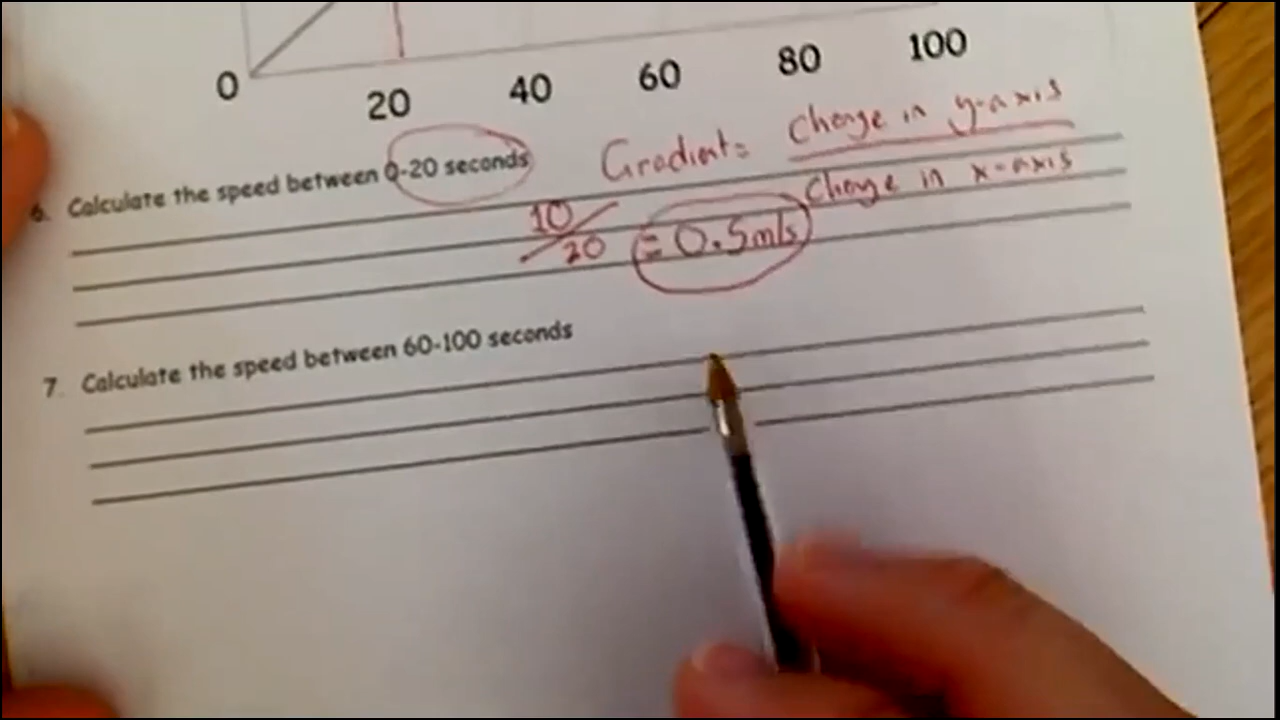 0 20 40 60 80 100
6. Calculate the speed between 0-20 seconds
Gradient = change in y-axis
change in x-axis
10/20 = 0.5m/s
7. Calculate the speed between 60-100 seconds